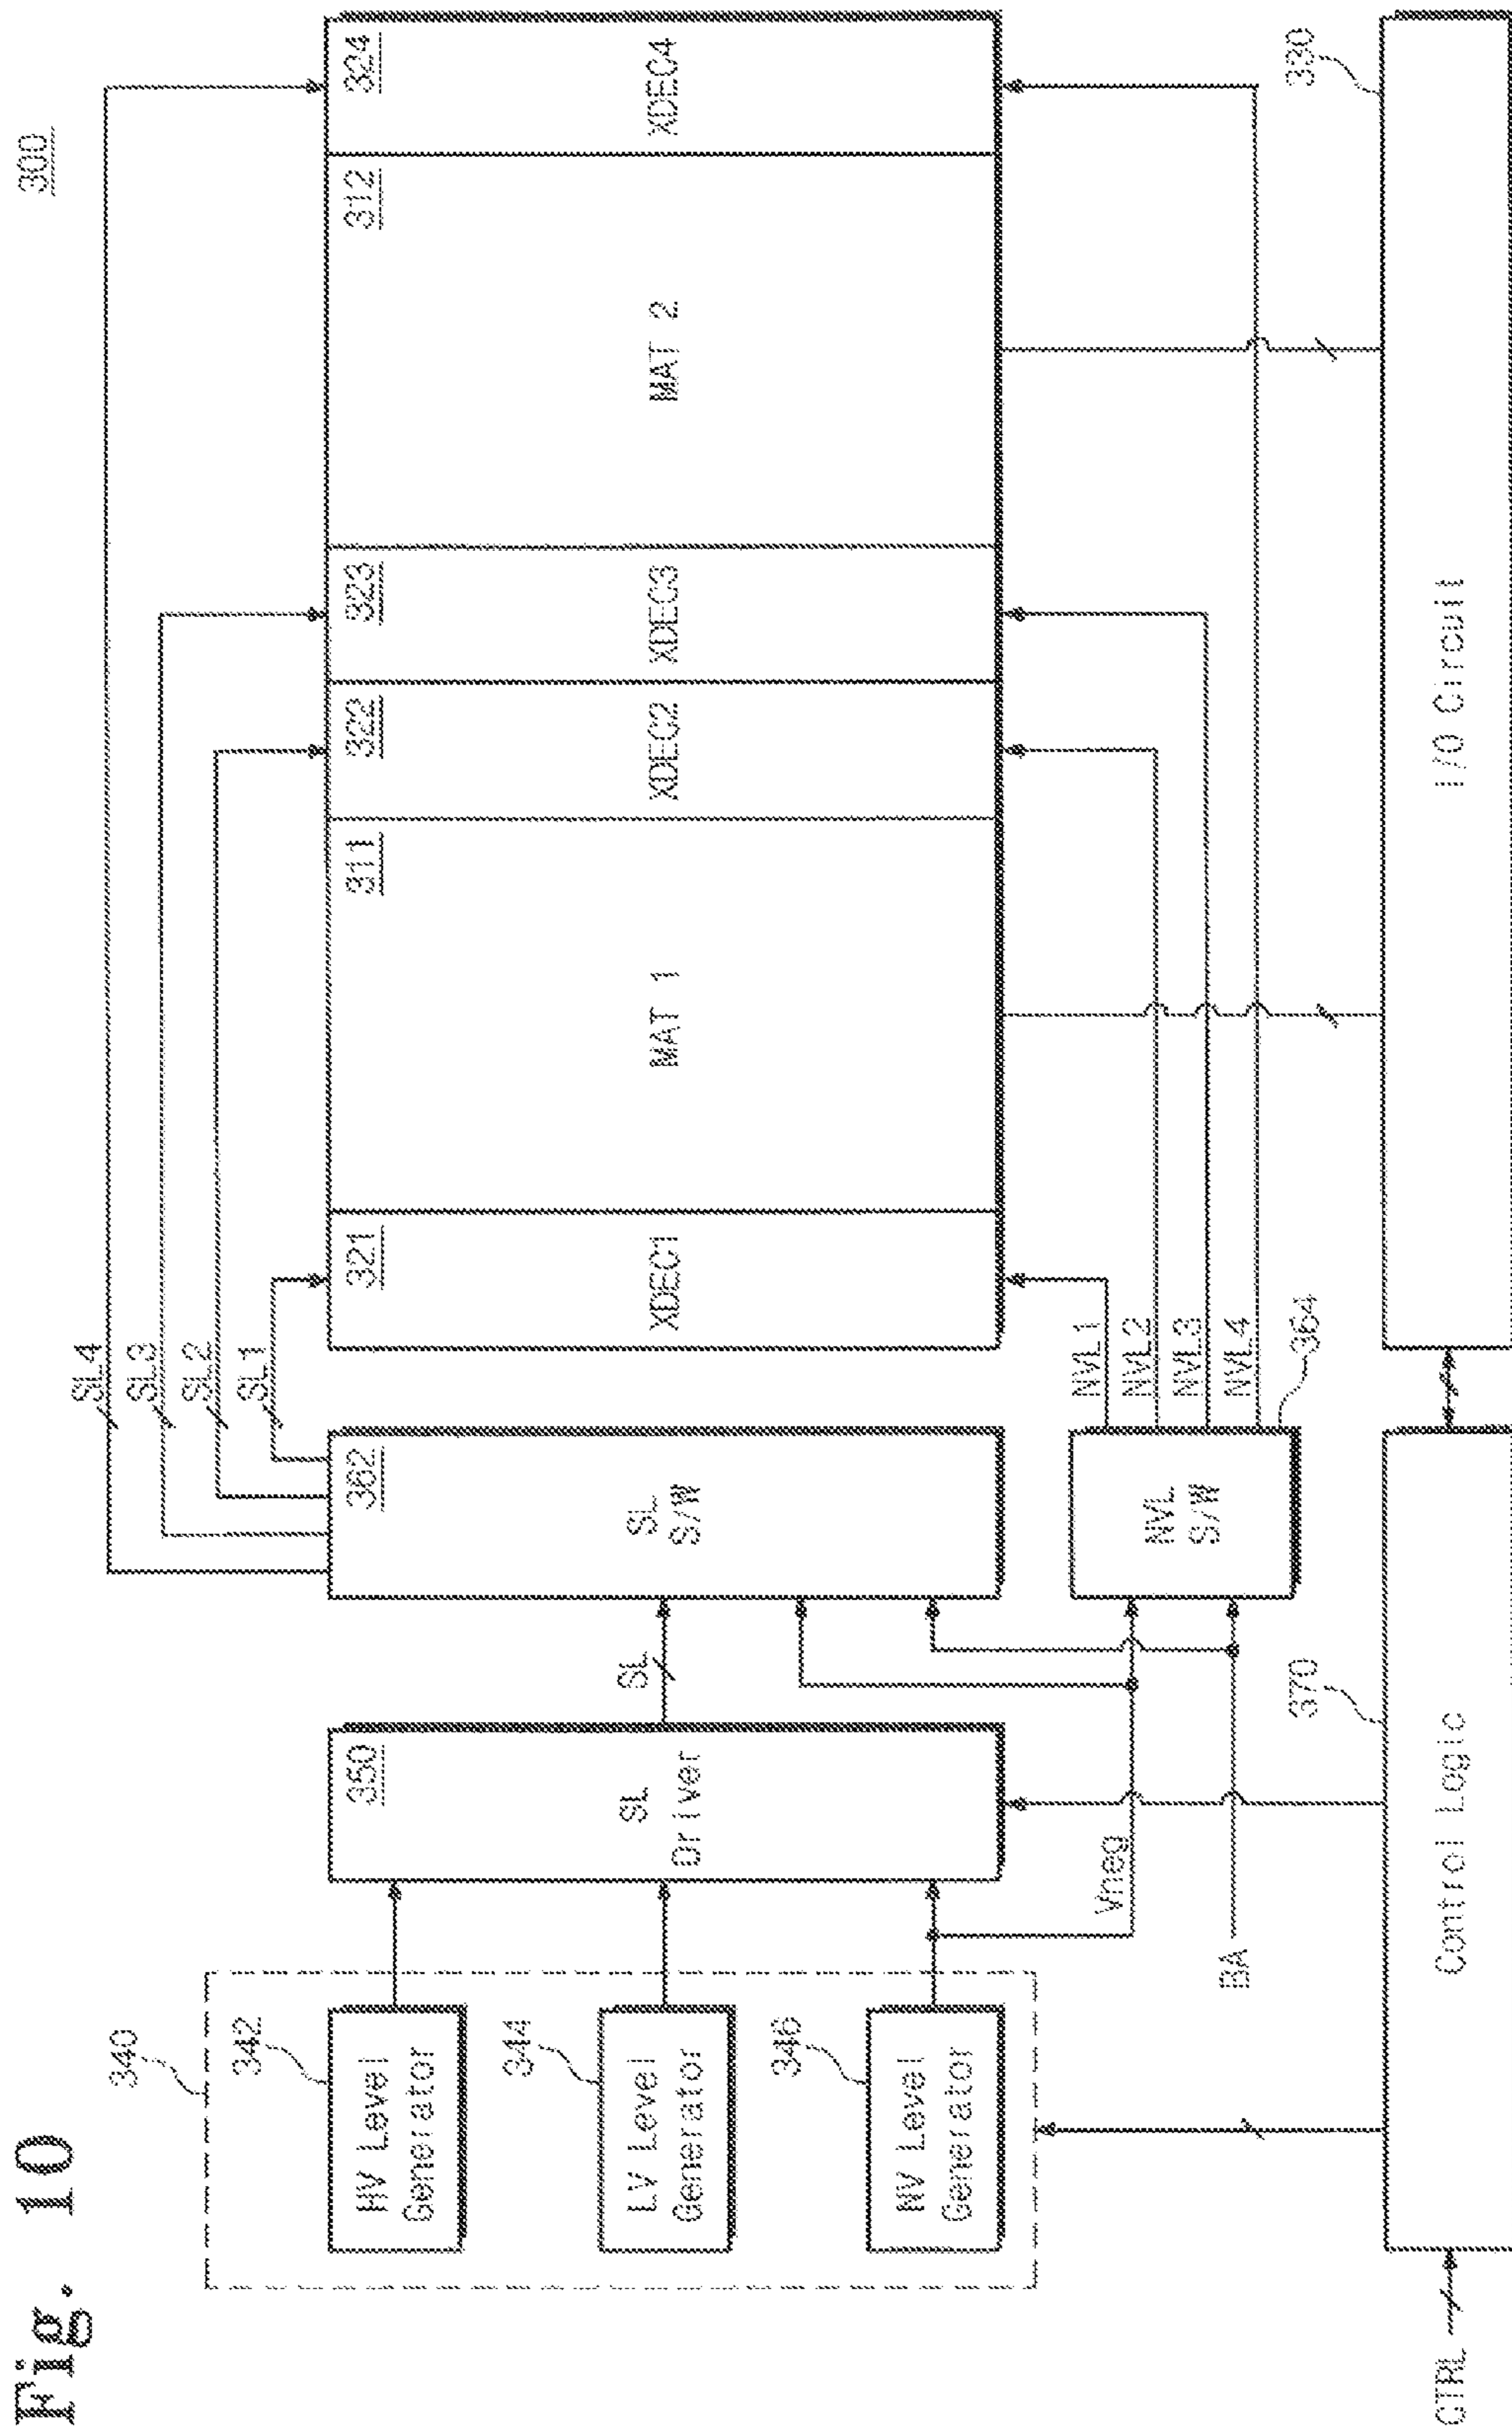 Fig. 10
300
340
342
HV Level
Generator
344
LV Level
Generator
346
NV Level
Generator
350
SL
Driver
SL
Vneg
BA
362
SL
S/W
SL4
SL3
SL2
SL1
NVL
S/W
364
NVL1
NVL2
NVL3
NVL4
321
XDEC1
311
MAT 1
322
XDEC2
323
XDEC3
312
MAT 2
324
XDEC4
CTRL
370
Control Logic
330
I/O Circuit